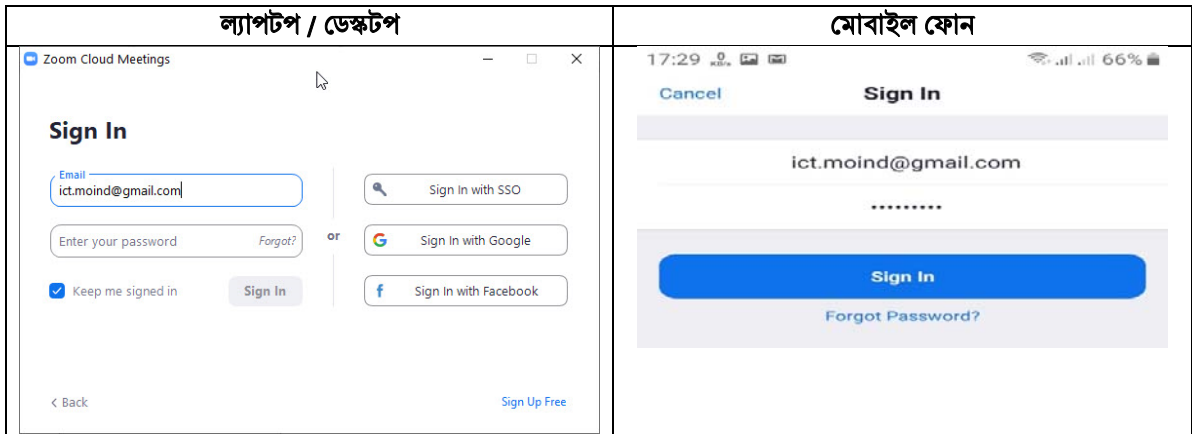 ল্যাপটপ / ডেস্কটপ
Zoom Cloud Meetings
Sign In
Email
ict.moind@gmail.com
Enter your password Forgot?
Keep me signed in Sign In
or
Sign In with SSO
Sign In with Google
Sign In with Facebook
< Back Sign Up Free
মোবাইল ফোন
17:29 0 KB/s 66%
Cancel Sign In
ict.moind@gmail.com
•••••••••
Sign In
Forgot Password?